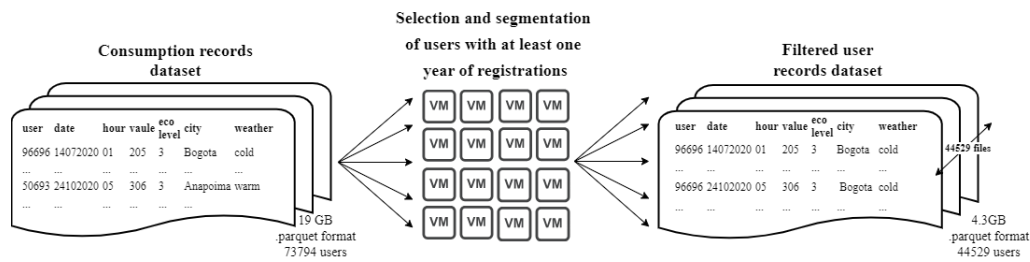 Selection and segmentation
of users with at least one
year of registrations
Consumption records
dataset
user date hour vaule eco level city weather
96696 14072020 01 205 3 Bogota cold
... ... ... ... ... ... ...
50693 24102020 05 306 3 Anapoima warm
... ... ... ... ... ...
19 GB
.parquet format
73794 users
VM VM VM VM
VM VM VM VM
VM VM VM VM
VM VM VM VM
Filtered user
records dataset
user date hour value eco level city weather
96696 14072020 01 205 3 Bogota cold
... ... ... ... ... ... ...
96696 24102020 05 306 3 Bogota cold
... ... ... ... ... ... ...
44529 files
4.3GB
.parquet format
44529 users